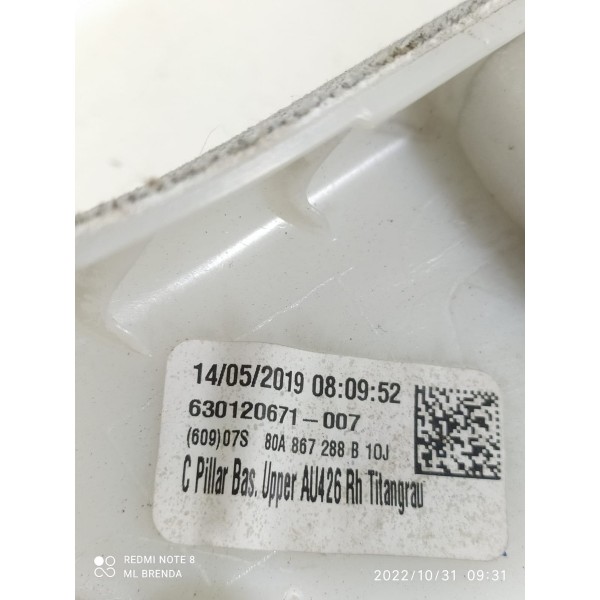 14/05/2019 08:09:52
630120671-007
(609)07S 80A 867 288 B 10J
C Pillar Bas. Upper AU426 Rh Titangrau
REDMI NOTE 8
ML BRENDA
2022/10/31 09:31